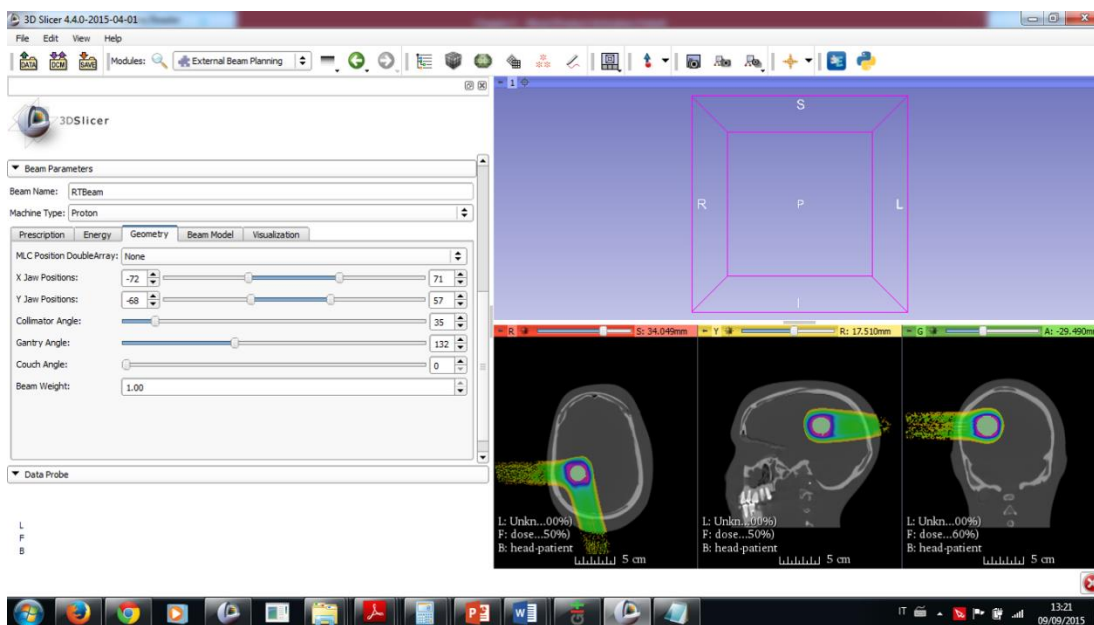 3D Slicer 4.4.0-2015-04-01
File Edit View Help
DATA DCM SAVE Modules: External Beam Planning
1
3DSlicer
S
R P L
I
Beam Parameters
Beam Name: RTBeam
Machine Type: Proton
Prescription Energy Geometry Beam Model Visualization
MLC Position DoubleArray: None
X Jaw Positions: -72 71
Y Jaw Positions: -68 57
Collimator Angle: 35
Gantry Angle: 132
Couch Angle: 0
Beam Weight: 1.00
Data Probe
L
F
B
R S: 34.049mm
L: Unkn...00%)
F: dose...50%)
B: head-patient
5 cm
Y R: 17.510mm
L: Unkn...00%)
F: dose...50%)
B: head-patient
5 cm
G A: -29.490mm
L: Unkn...00%)
F: dose...60%)
B: head-patient
5 cm
IT
13:21
09/09/2015